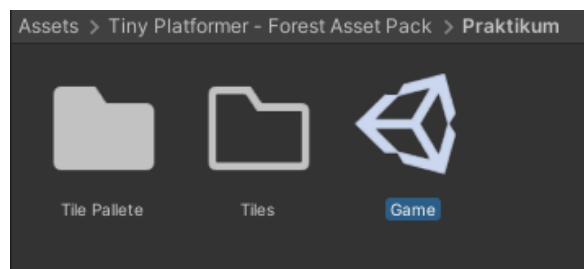 Assets > Tiny Platformer - Forest Asset Pack > Praktikum
Tile Pallete
Tiles
Game